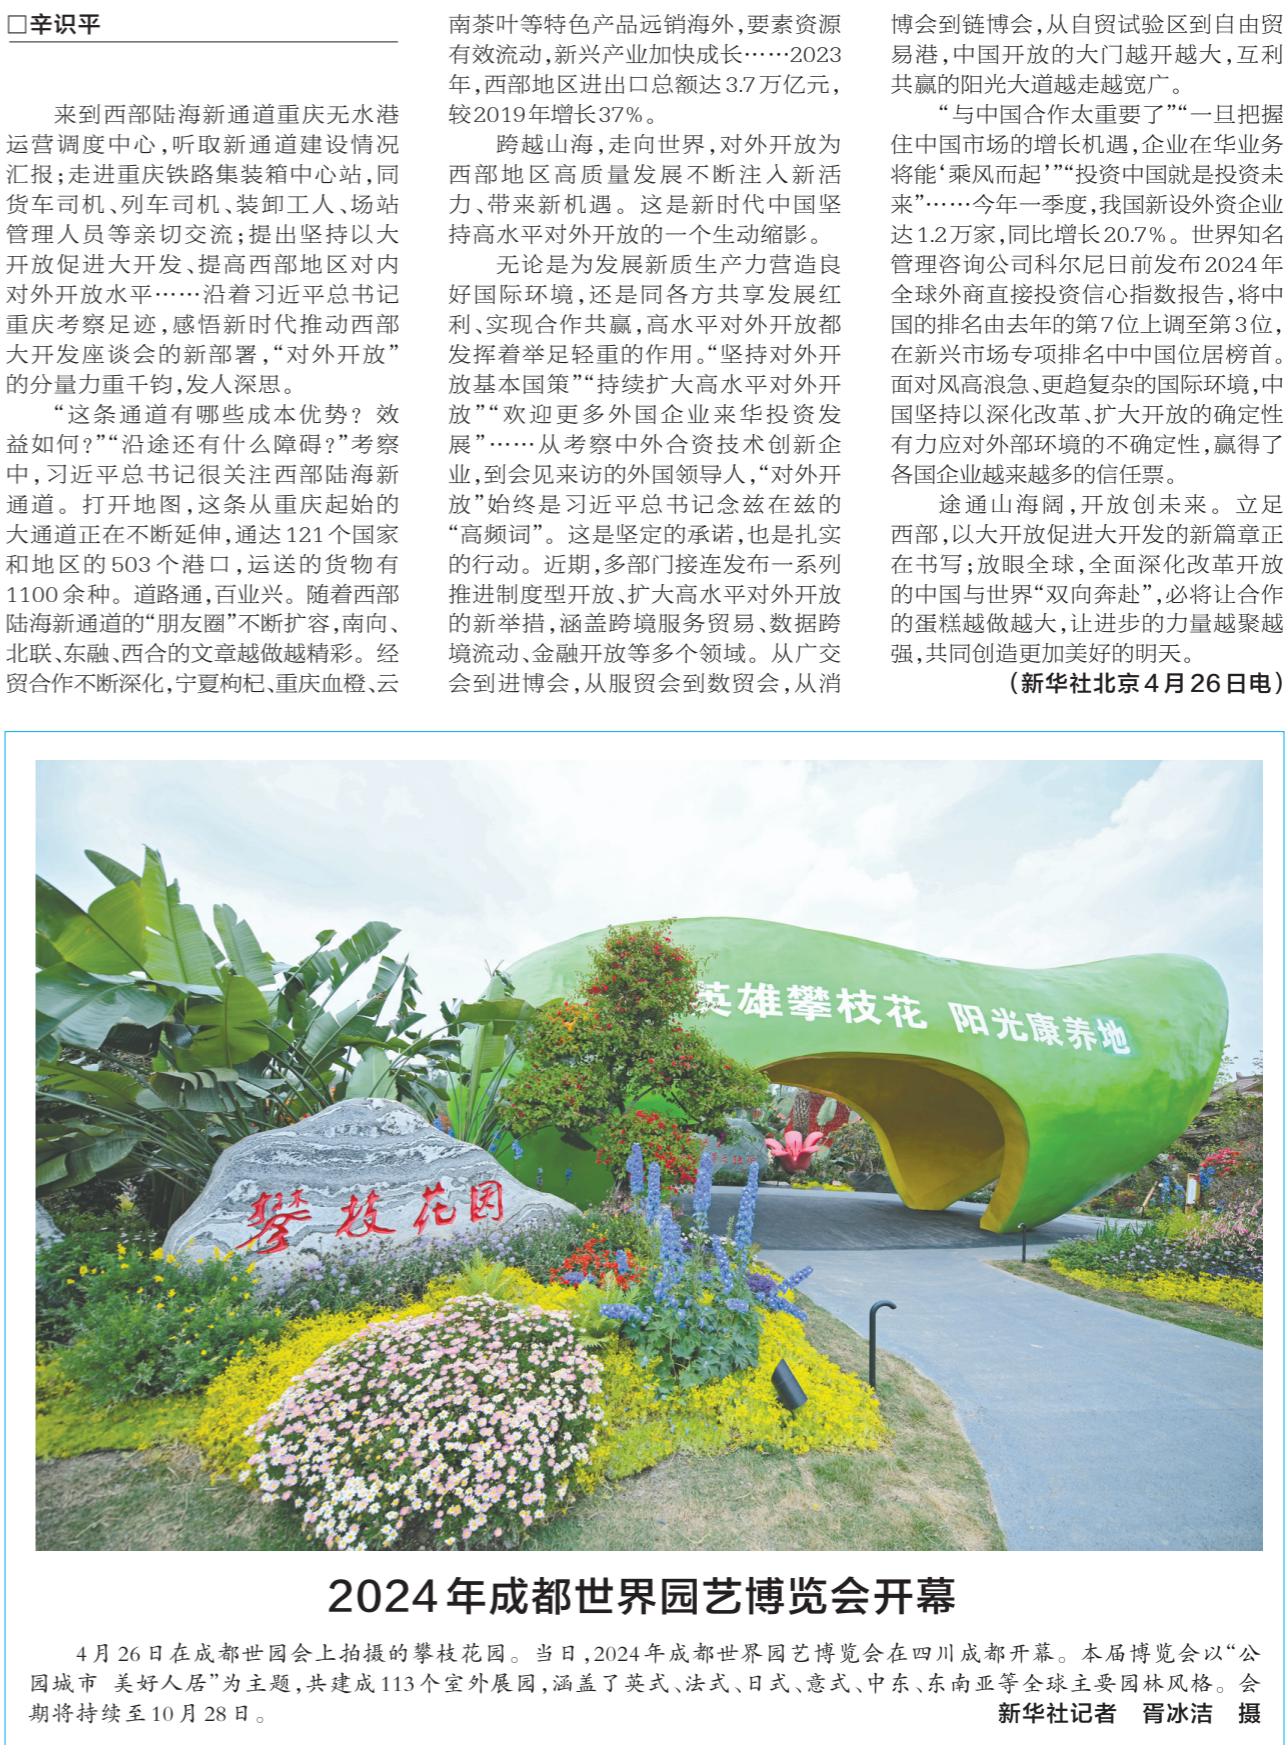 □辛识平
来到西部陆海新通道重庆无水港
运营调度中心，听取新通道建设情况
汇报；走进重庆铁路集装箱中心站，同
货车司机、列车司机、装卸工人、场站
管理人员等亲切交流；提出坚持以大
开放促进大开发、提高西部地区对内
对外开放水平……沿着习近平总书记
重庆考察足迹，感悟新时代推动西部
大开发座谈会的新部署，“对外开放”
的分量力重千钧，发人深思。
“这条通道有哪些成本优势？效
益如何？”“沿途还有什么障碍？”考察
中，习近平总书记很关注西部陆海新
通道。打开地图，这条从重庆起始的
大通道正在不断延伸，通达121个国家
和地区的503个港口，运送的货物有
1100余种。道路通，百业兴。随着西部
陆海新通道的“朋友圈”不断扩容，南向、
北联、东融、西合的文章越做越精彩。经
贸合作不断深化，宁夏枸杞、重庆血橙、云
南茶叶等特色产品远销海外，要素资源
有效流动，新兴产业加快成长……2023
年，西部地区进出口总额达3.7万亿元，
较2019年增长37%。
跨越山海，走向世界，对外开放为
西部地区高质量发展不断注入新活
力、带来新机遇。这是新时代中国坚
持高水平对外开放的一个生动缩影。
无论是为发展新质生产力营造良
好国际环境，还是同各方共享发展红
利、实现合作共赢，高水平对外开放都
发挥着举足轻重的作用。“坚持对外开
放基本国策”“持续扩大高水平对外开
放”“欢迎更多外国企业来华投资发
展”……从考察中外合资技术创新企
业，到会见来访的外国领导人，“对外开
放”始终是习近平总书记念兹在兹的
“高频词”。这是坚定的承诺，也是扎实
的行动。近期，多部门接连发布一系列
推进制度型开放、扩大高水平对外开放
的新举措，涵盖跨境服务贸易、数据跨
境流动、金融开放等多个领域。从广交
会到进博会，从服贸会到数贸会，从消
博会到链博会，从自贸试验区到自由贸
易港，中国开放的大门越开越大，互利
共赢的阳光大道越走越宽广。
“与中国合作太重要了”“一旦把握
住中国市场的增长机遇，企业在华业务
将能‘乘风而起’”“投资中国就是投资未
来”……今年一季度，我国新设外资企业
达1.2万家，同比增长20.7%。世界知名
管理咨询公司科尔尼日前发布2024年
全球外商直接投资信心指数报告，将中
国的排名由去年的第7位上调至第3位，
在新兴市场专项排名中中国位居榜首。
面对风高浪急、更趋复杂的国际环境，中
国坚持以深化改革、扩大开放的确定性
有力应对外部环境的不确定性，赢得了
各国企业越来越多的信任票。
途通山海阔，开放创未来。立足
西部，以大开放促进大开发的新篇章正
在书写；放眼全球，全面深化改革开放
的中国与世界“双向奔赴”，必将让合作
的蛋糕越做越大，让进步的力量越聚越
强，共同创造更加美好的明天。
（新华社北京4月26日电）
英雄攀枝花 阳光康养地
攀枝花园
2024年成都世界园艺博览会开幕
4月26日在成都世园会上拍摄的攀枝花园。当日，2024年成都世界园艺博览会在四川成都开幕。本届博览会以“公
园城市 美好人居”为主题，共建成113个室外展园，涵盖了英式、法式、日式、意式、中东、东南亚等全球主要园林风格。会
期将持续至10月28日。 新华社记者 胥冰洁 摄